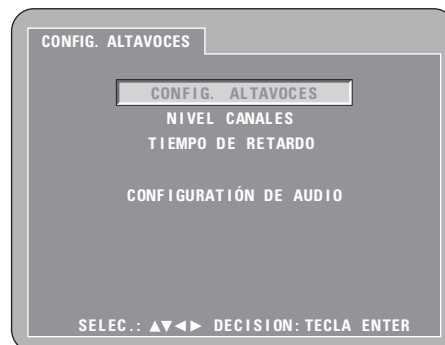 CONFIG. ALTAVOCES
CONFIG. ALTAVOCES
NIVEL CANALES
TIEMPO DE RETARDO
CONFIGURATIÓN DE AUDIO
SELEC.: ▲▼◄► DECISION: TECLA ENTER